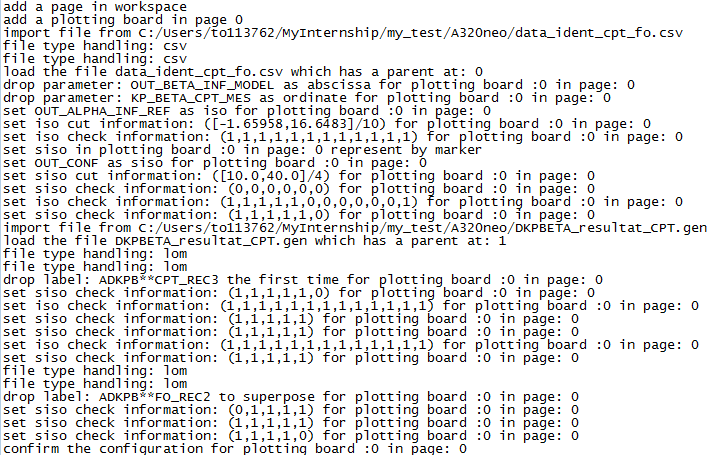 add a page in workspace
add a plotting board in page 0
import file from C:/Users/to113762/MyInternship/my_test/A320neo/data_ident_cpt_fo.csv
file type handling: csv
file type handling: csv
load the file data_ident_cpt_fo.csv which has a parent at: 0
drop parameter: OUT_BETA_INF_MODEL as abscissa for plotting board :0 in page: 0
drop parameter: KP_BETA_CPT_MES as ordinate for plotting board :0 in page: 0
set OUT_ALPHA_INF_REF as iso for plotting board :0 in page: 0
set iso cut information: ([-1.65958,16.6483]/10) for plotting board :0 in page: 0
set iso check information: (1,1,1,1,1,1,1,1,1,1,1,1) for plotting board :0 in page: 0
set siso in plotting board :0 in page: 0 represent by marker
set OUT_CONF as siso for plotting board :0 in page: 0
set siso cut information: ([10.0,40.0]/4) for plotting board :0 in page: 0
set siso check information: (0,0,0,0,0,0) for plotting board :0 in page: 0
set iso check information: (1,1,1,1,1,0,0,0,0,0,0,1) for plotting board :0 in page: 0
set siso check information: (1,1,1,1,1,0) for plotting board :0 in page: 0
import file from C:/Users/to113762/MyInternship/my_test/A320neo/DKPBETA_resultat_CPT.gen
load the file DKPBETA_resultat_CPT.gen which has a parent at: 1
file type handling: lom
file type handling: lom
drop label: ADKPB**CPT_REC3 the first time for plotting board :0 in page: 0
set siso check information: (1,1,1,1,1,0) for plotting board :0 in page: 0
set iso check information: (1,1,1,1,1,1,1,1,1,1,1,1,1) for plotting board :0 in page: 0
set siso check information: (1,1,1,1,1) for plotting board :0 in page: 0
set siso check information: (1,1,1,1,1) for plotting board :0 in page: 0
set iso check information: (1,1,1,1,1,1,1,1,1,1,1,1,1) for plotting board :0 in page: 0
set siso check information: (1,1,1,1,1) for plotting board :0 in page: 0
file type handling: lom
file type handling: lom
drop label: ADKPB**FO_REC2 to superpose for plotting board :0 in page: 0
set siso check information: (0,1,1,1,1) for plotting board :0 in page: 0
set siso check information: (1,1,1,1,1) for plotting board :0 in page: 0
set siso check information: (1,1,1,1,0) for plotting board :0 in page: 0
confirm the configuration for plotting board :0 in page: 0